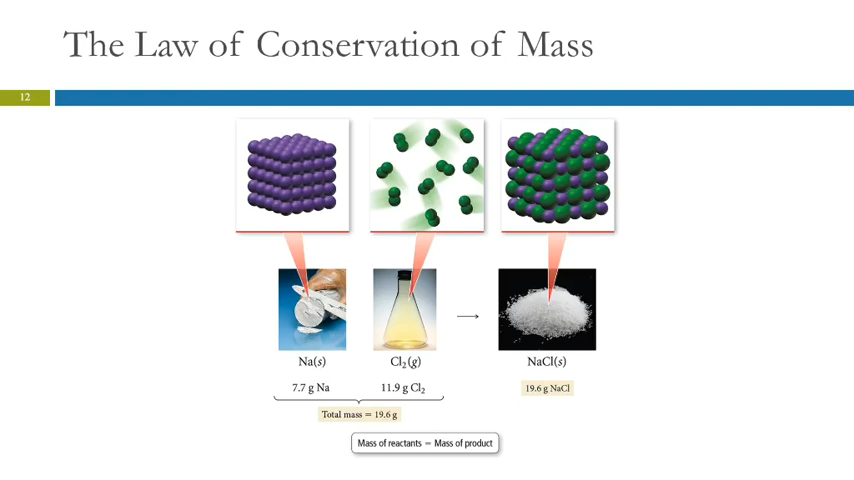 The Law of Conservation of Mass
12
Na(s) Cl₂(g) → NaCl(s)
7.7 g Na 11.9 g Cl₂ 19.6 g NaCl
Total mass = 19.6 g
Mass of reactants = Mass of product